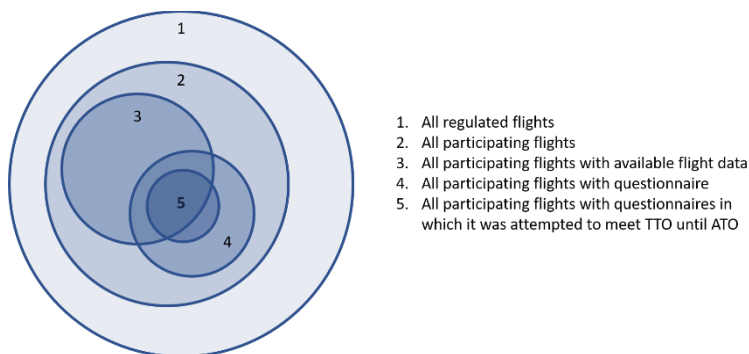 1
2
3
5
4
1. All regulated flights
2. All participating flights
3. All participating flights with available flight data
4. All participating flights with questionnaire
5. All participating flights with questionnaires in
which it was attempted to meet TTO until ATO